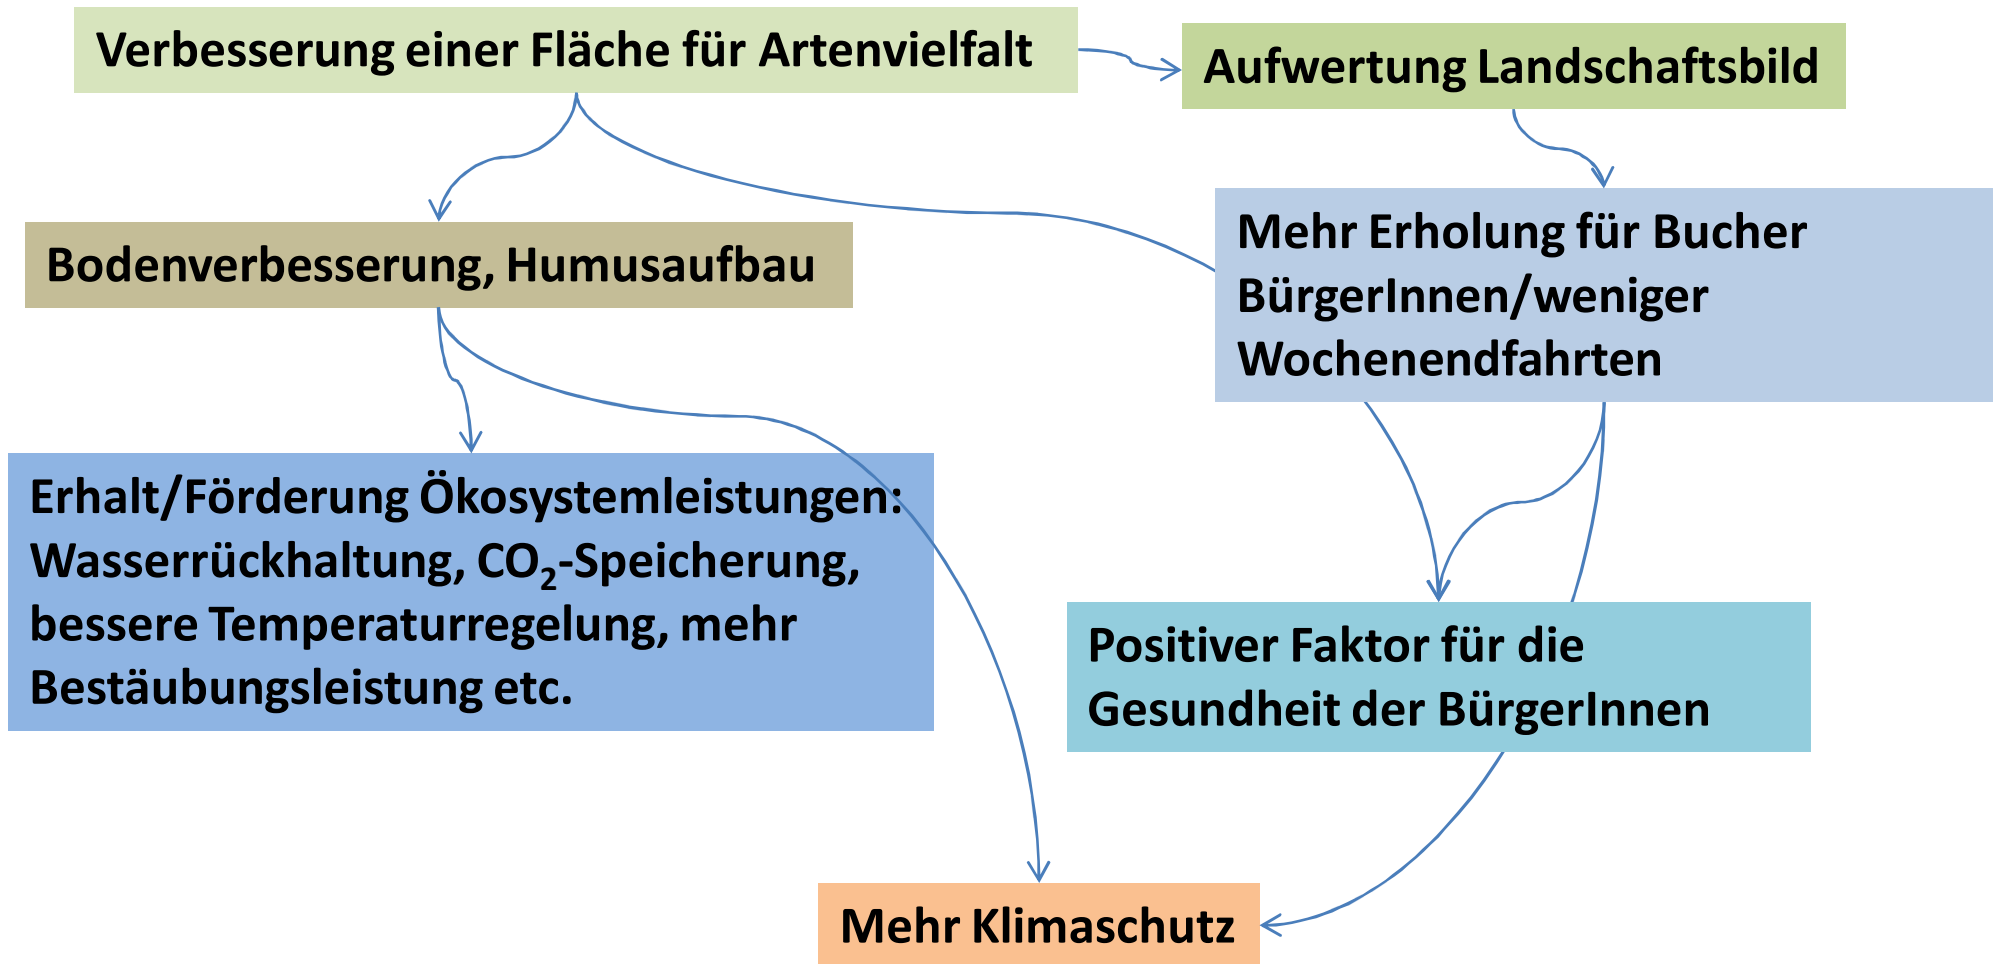 Verbesserung einer Fläche für Artenvielfalt
Aufwertung Landschaftsbild
Bodenverbesserung, Humusaufbau
Mehr Erholung für Bucher
BürgerInnen/weniger
Wochenendfahrten
Erhalt/Förderung Ökosystemleistungen:
Wasserrückhaltung, CO₂-Speicherung,
bessere Temperaturregelung, mehr
Bestäubungsleistung etc.
Positiver Faktor für die
Gesundheit der BürgerInnen
Mehr Klimaschutz